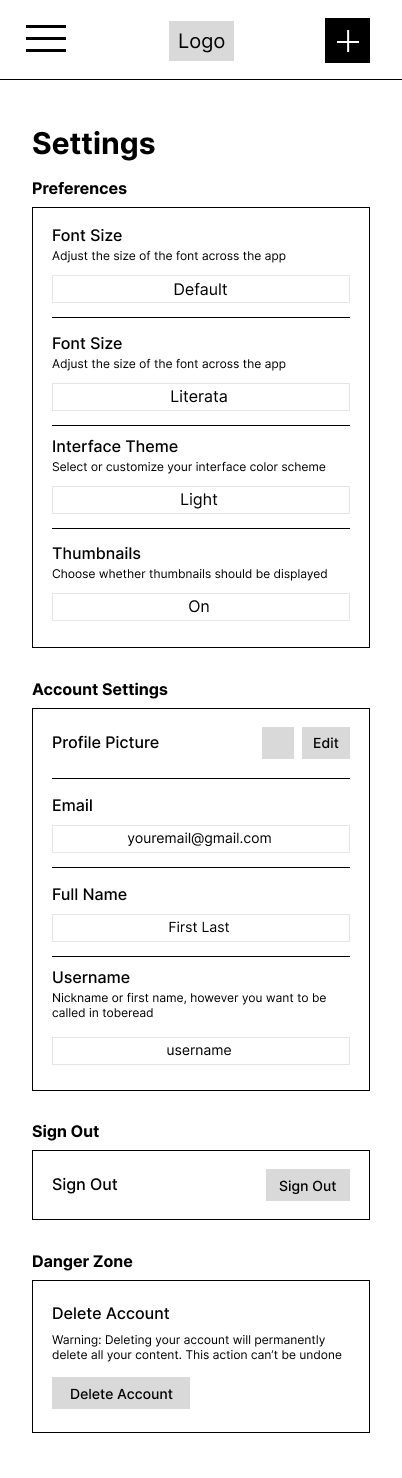 Logo
Settings
Preferences
Font Size
Adjust the size of the font across the app
Default
Font Size
Adjust the size of the font across the app
Literata
Interface Theme
Select or customize your interface color scheme
Light
Thumbnails
Choose whether thumbnails should be displayed
On
Account Settings
Profile Picture
Edit
Email
youremail@gmail.com
Full Name
First Last
Username
Nickname or first name, however you want to be
called in toberead
username
Sign Out
Sign Out
Sign Out
Danger Zone
Delete Account
Warning: Deleting your account will permanently
delete all your content. This action can’t be undone
Delete Account